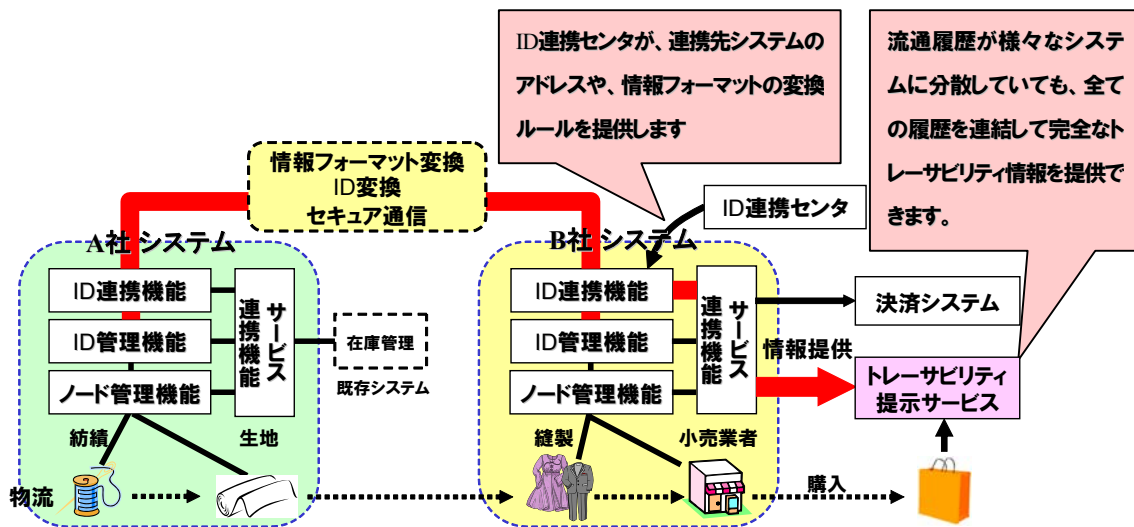 ID連携センタが、連携先システムの
アドレスや、情報フォーマットの変換
ルールを提供します
流通履歴が様々なシステ
ムに分散していても、全て
の履歴を連結して完全なト
レーサビリティ情報を提供で
きます。
情報フォーマット変換
ID変換
セキュア通信
ID連携センタ
A社 システム
B社 システム
ID連携機能
ID管理機能
ノード管理機能
サービス
連携機能
在庫管理
既存システム
ID連携機能
ID管理機能
ノード管理機能
サービス
連携機能
決済システム
情報提供
トレーサビリティ
提示サービス
紡績
生地
縫製
小売業者
物流
購入